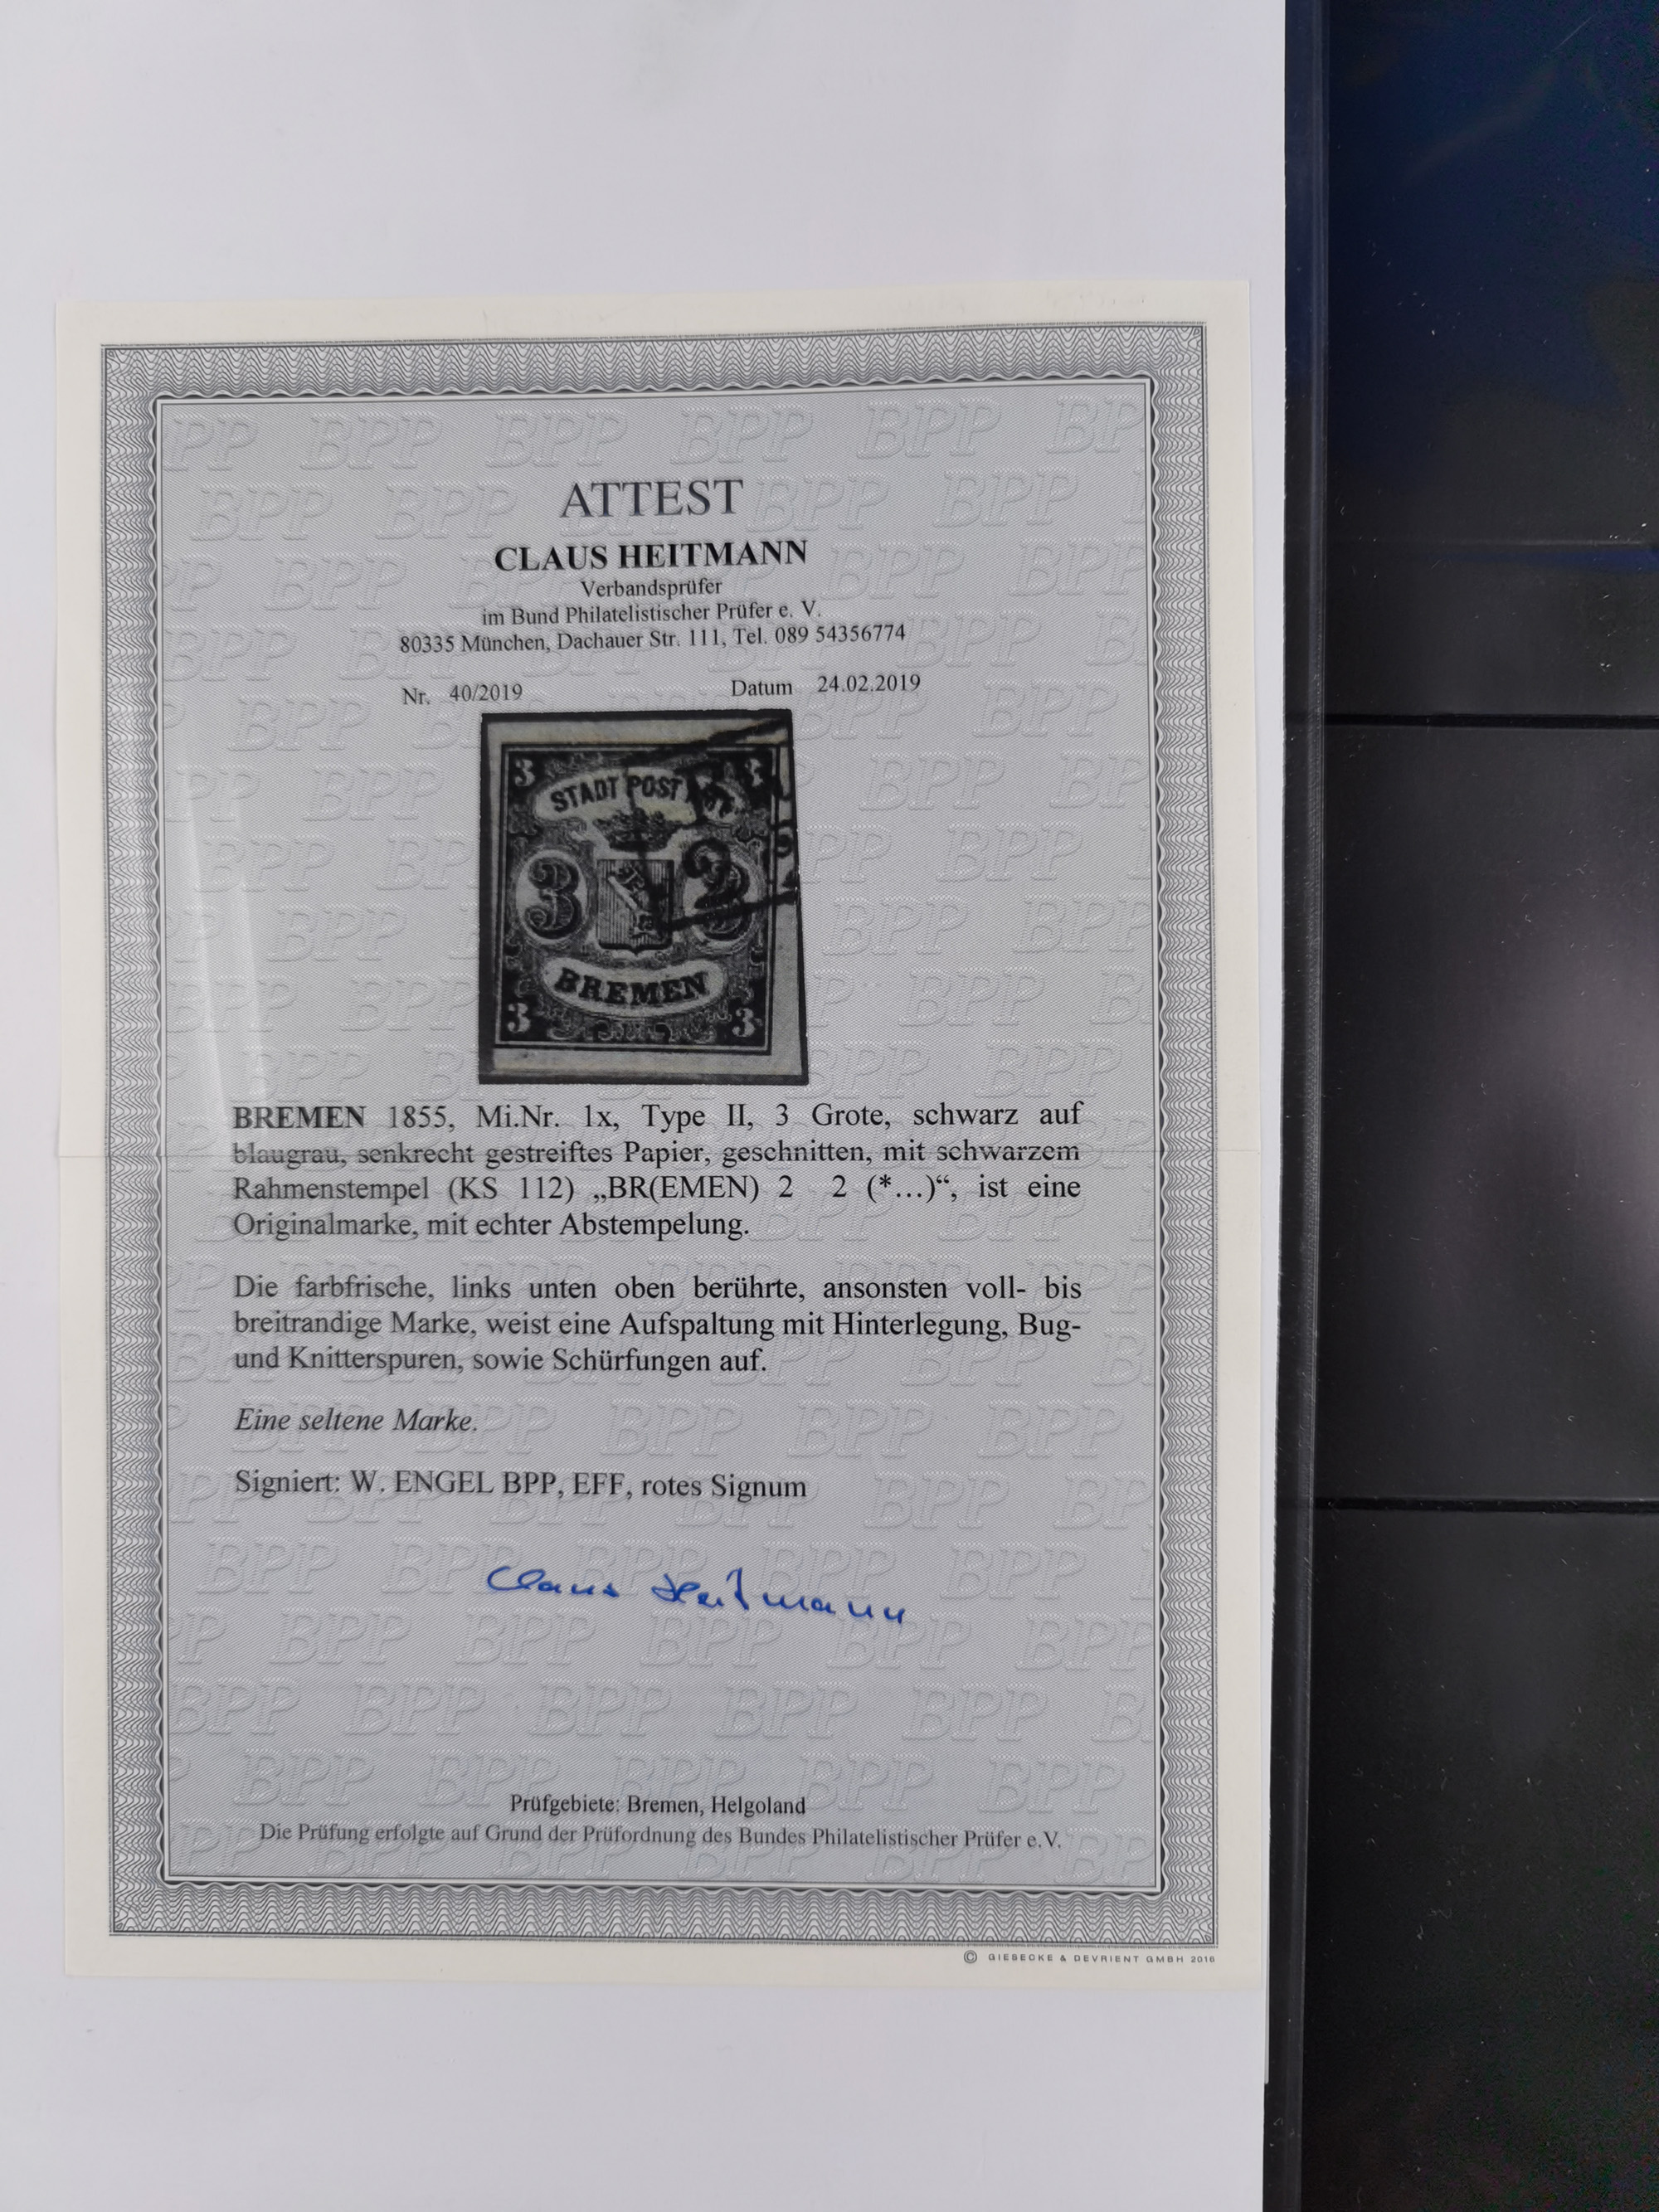 ATTEST
CLAUS HEITMANN
Verbandsprüfer
im Bund Philatelistischer Prüfer e. V.
80335 München, Dachauer Str. 111, Tel. 089 54356774
Nr. 40/2019 Datum 24.02.2019
3 3
STADT POST
3
BREMEN
3 3
BREMEN 1855, Mi.Nr. 1x, Type II, 3 Grote, schwarz auf
blaugrau, senkrecht gestreiftes Papier, geschnitten, mit schwarzem
Rahmenstempel (KS 112) „BR(EMEN) 2 2 (*...)“, ist eine
Originalmarke, mit echter Abstempelung.
Die farbfrische, links unten oben berührte, ansonsten voll- bis
breitrandige Marke, weist eine Aufspaltung mit Hinterlegung, Bug-
und Knitterspuren, sowie Schürfungen auf.
Eine seltene Marke.
Signiert: W. ENGEL BPP, EFF, rotes Signum
Claus Heitmann
Prüfgebiete: Bremen, Helgoland
Die Prüfung erfolgte auf Grund der Prüfordnung des Bundes Philatelistischer Prüfer e.V.
© GIESECKE & DEVRIENT GMBH 2016